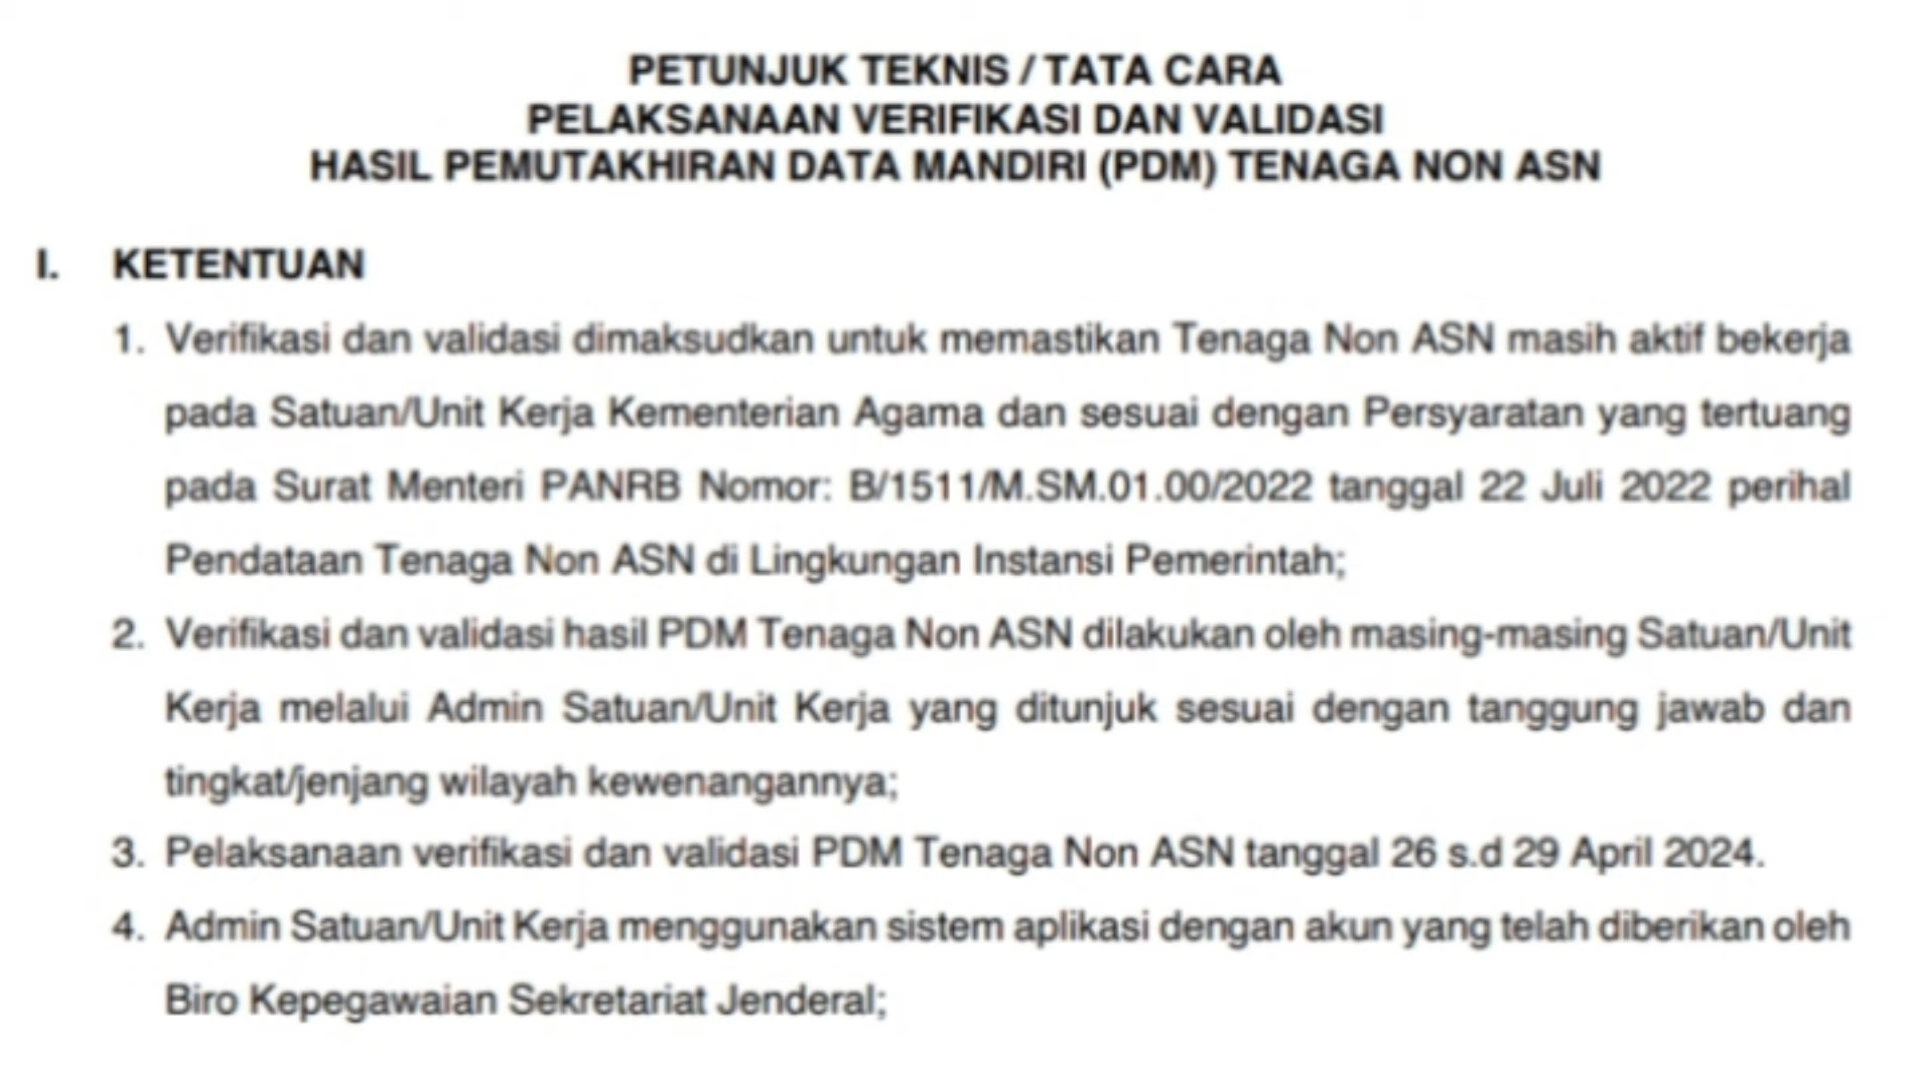 PETUNJUK TEKNIS / TATA CARA
PELAKSANAAN VERIFIKASI DAN VALIDASI
HASIL PEMUTAKHIRAN DATA MANDIRI (PDM) TENAGA NON ASN
I. KETENTUAN
1. Verifikasi dan validasi dimaksudkan untuk memastikan Tenaga Non ASN masih aktif bekerja
pada Satuan/Unit Kerja Kementerian Agama dan sesuai dengan Persyaratan yang tertuang
pada Surat Menteri PANRB Nomor: B/1511/M.SM.01.00/2022 tanggal 22 Juli 2022 perihal
Pendataan Tenaga Non ASN di Lingkungan Instansi Pemerintah;
2. Verifikasi dan validasi hasil PDM Tenaga Non ASN dilakukan oleh masing-masing Satuan/Unit
Kerja melalui Admin Satuan/Unit Kerja yang ditunjuk sesuai dengan tanggung jawab dan
tingkat/jenjang wilayah kewenangannya;
3. Pelaksanaan verifikasi dan validasi PDM Tenaga Non ASN tanggal 26 s.d 29 April 2024.
4. Admin Satuan/Unit Kerja menggunakan sistem aplikasi dengan akun yang telah diberikan oleh
Biro Kepegawaian Sekretariat Jenderal;